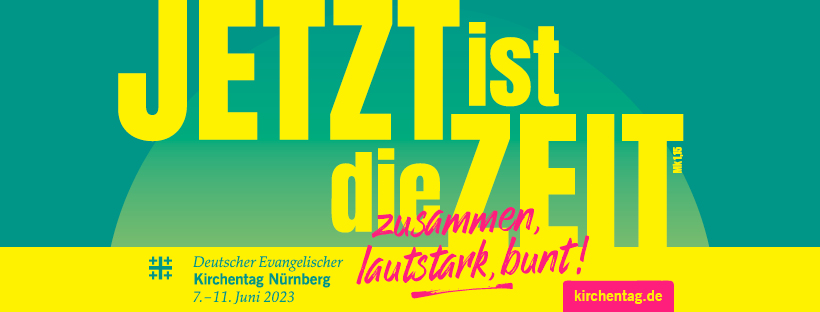 JETZT ist
die ZEIT
Mk 1,15
zusammen,
lautstark, bunt!
Deutscher Evangelischer
Kirchentag Nürnberg
7.–11. Juni 2023
kirchentag.de